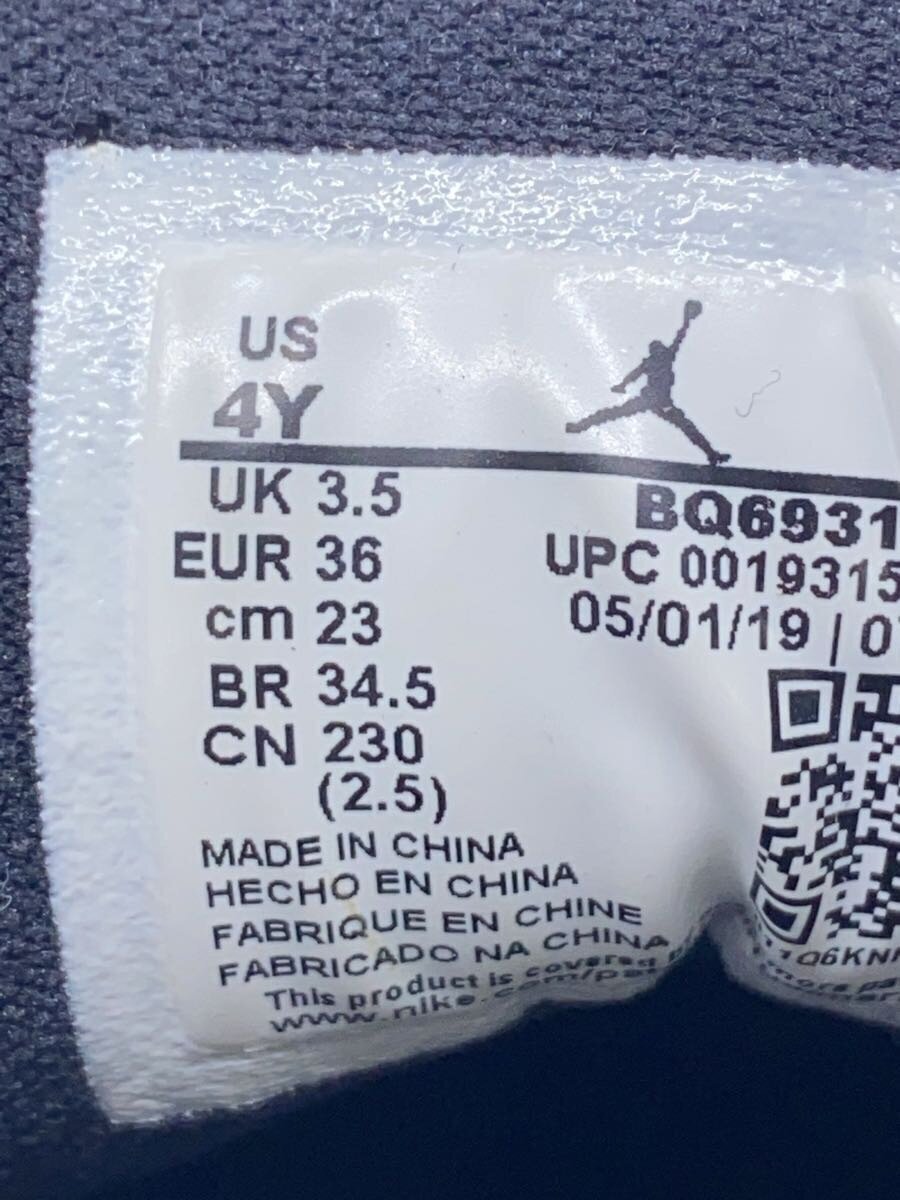 US
4Y
UK 3.5
EUR 36
cm 23
BR 34.5
CN 230
(2.5)
BQ6931
UPC 0019315
05/01/19 | 0
MADE IN CHINA
HECHO EN CHINA
FABRIQUE EN CHINE
FABRICADO NA CHINA
This product is covered
www.nike.com/pat
Q6KN